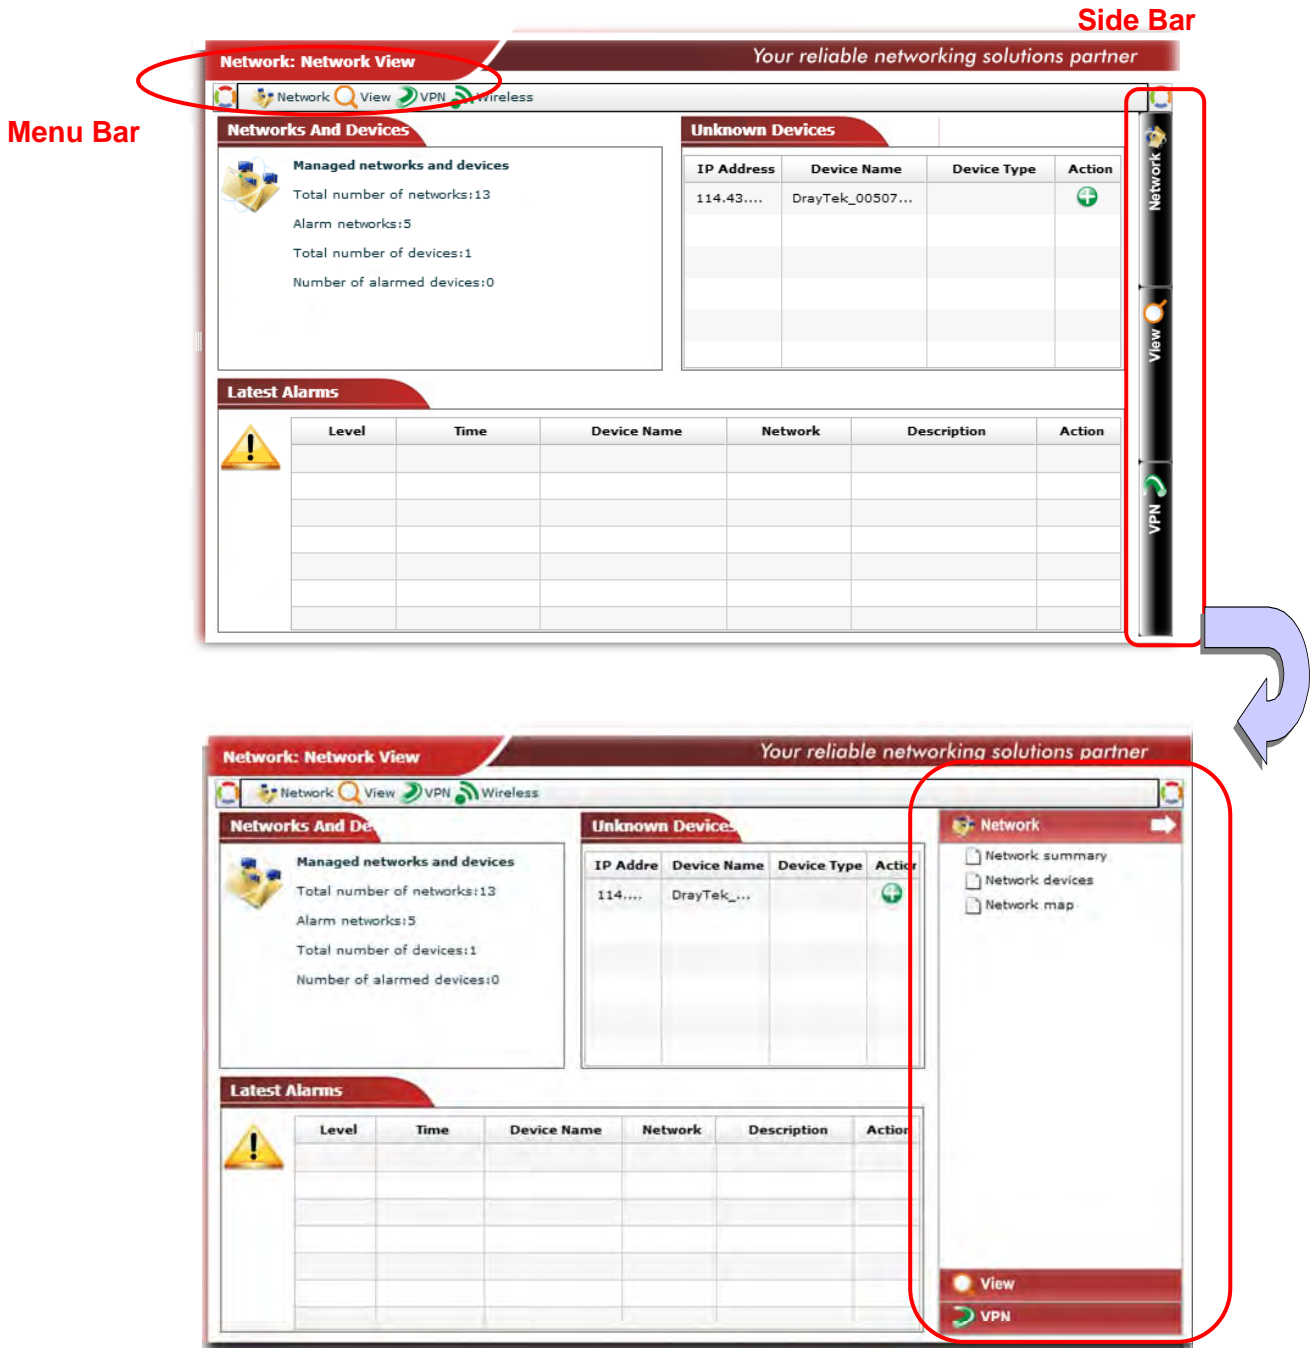 Side Bar
Network: Network View
Your reliable networking solutions partner
Network View VPN Wireless
Menu Bar
Networks And Devices
Unknown Devices
Managed networks and devices
Total number of networks:13
Alarm networks:5
Total number of devices:1
Number of alarmed devices:0
IP Address Device Name Device Type Action
114.43.... DrayTek_00507...
Network
View
VPN
Latest Alarms
Level Time Device Name Network Description Action
Network: Network View
Your reliable networking solutions partner
Network View VPN Wireless
Networks And De
Unknown Devices
Managed networks and devices
Total number of networks:13
Alarm networks:5
Total number of devices:1
Number of alarmed devices:0
IP Addre Device Name Device Type Action
114.... DrayTek_...
Network
Network summary
Network devices
Network map
Latest Alarms
Level Time Device Name Network Description Action
View
VPN